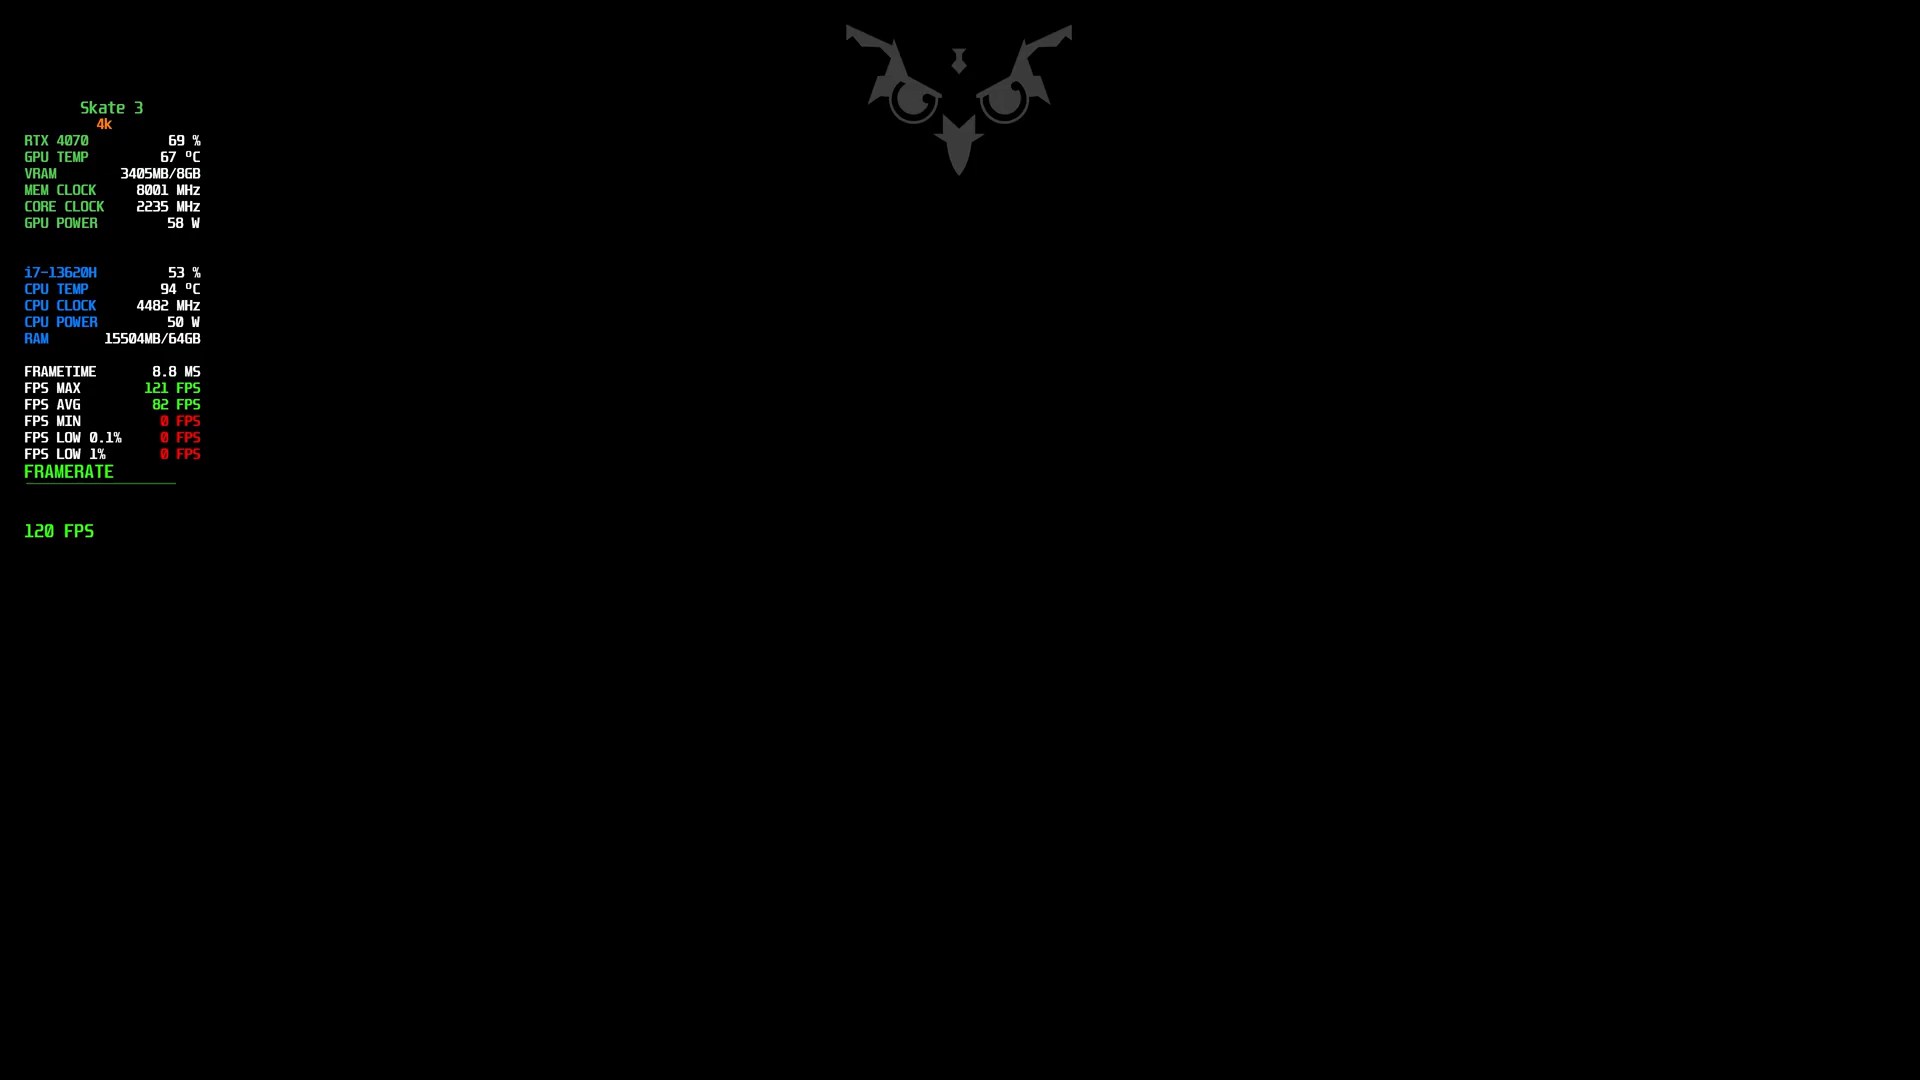 Skate 3
4k
RTX 4070 69 %
GPU TEMP 67 ºC
VRAM 3405MB/8GB
MEM CLOCK 8001 MHz
CORE CLOCK 2235 MHz
GPU POWER 58 W
i7-13620H 53 %
CPU TEMP 94 ºC
CPU CLOCK 4482 MHz
CPU POWER 50 W
RAM 15504MB/64GB
FRAMETIME 8.8 MS
FPS MAX 121 FPS
FPS AVG 82 FPS
FPS MIN 0 FPS
FPS LOW 0.1% 0 FPS
FPS LOW 1% 0 FPS
FRAMERATE
120 FPS